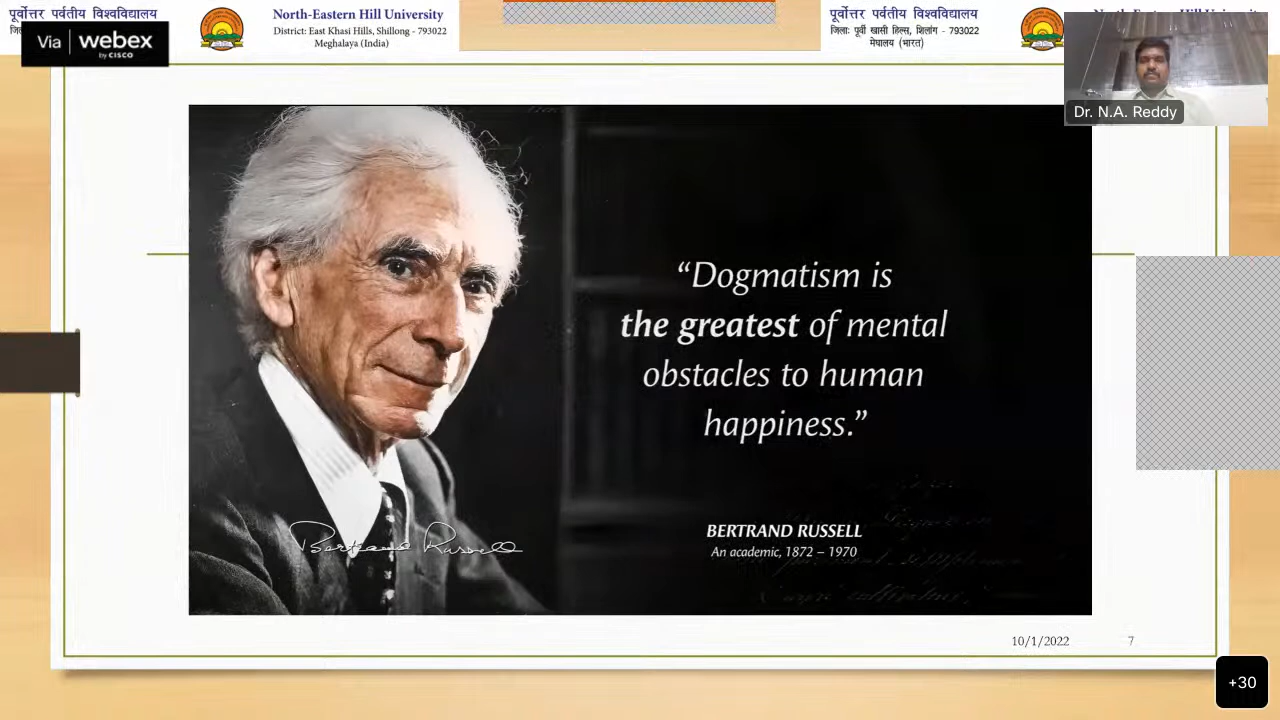 पूर्वोत्तर पर्वतीय विश्वविद्यालय
North-Eastern Hill University
District: East Khasi Hills, Shillong - 793022
Meghalaya (India)
पूर्वोत्तर पर्वतीय विश्वविद्यालय
जिला: पूर्वी खासी हिल्स, शिलांग - 793022
मेघालय (भारत)
Via webex
by CISCO
Dr. N.A. Reddy
“Dogmatism is
the greatest of mental
obstacles to human
happiness.”
Bertrand Russell
BERTRAND RUSSELL
An academic, 1872 – 1970
10/1/2022
7
+30